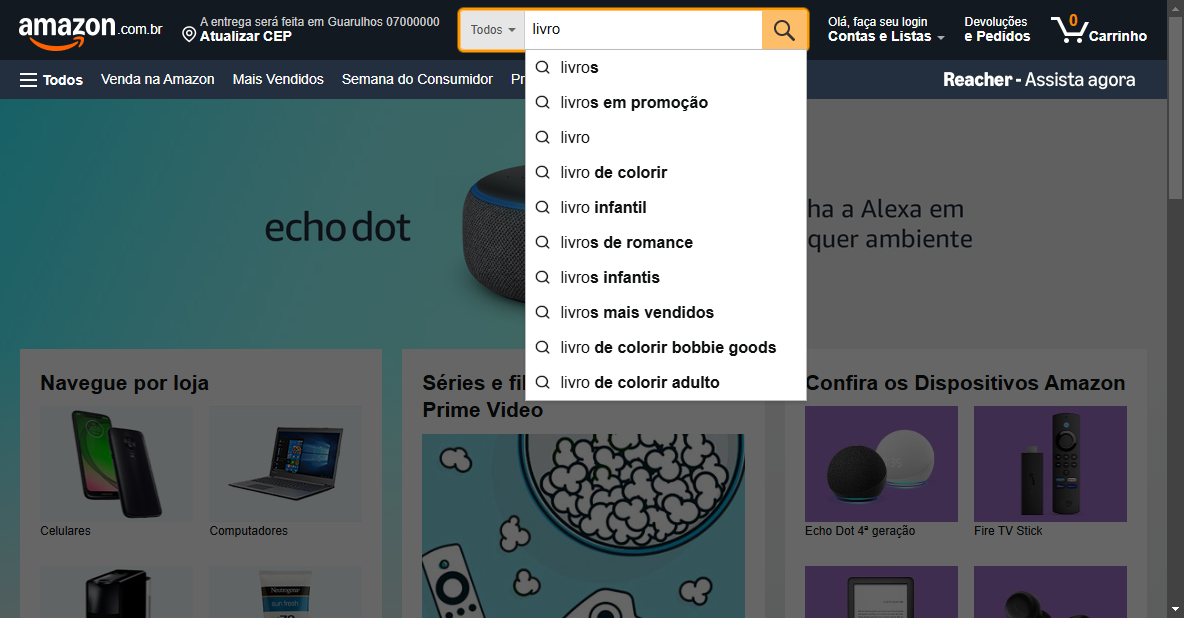 amazon.com.br
A entrega será feita em Guarulhos 07000000
Atualizar CEP
Todos
livro
Olá, faça seu login
Contas e Listas
Devoluções
e Pedidos
0
Carrinho
Todos
Venda na Amazon
Mais Vendidos
Semana do Consumidor
Reacher - Assista agora
livros
livros em promoção
livro
livro de colorir
livro infantil
livros de romance
livros infantis
livros mais vendidos
livro de colorir bobbie goods
livro de colorir adulto
echo dot
a Alexa em
ambiente
Navegue por loja
Celulares
Computadores
Séries e
Prime Video
Confira os Dispositivos Amazon
Echo Dot 4ª geração
Fire TV Stick
Neutrogena
sun fresh
70